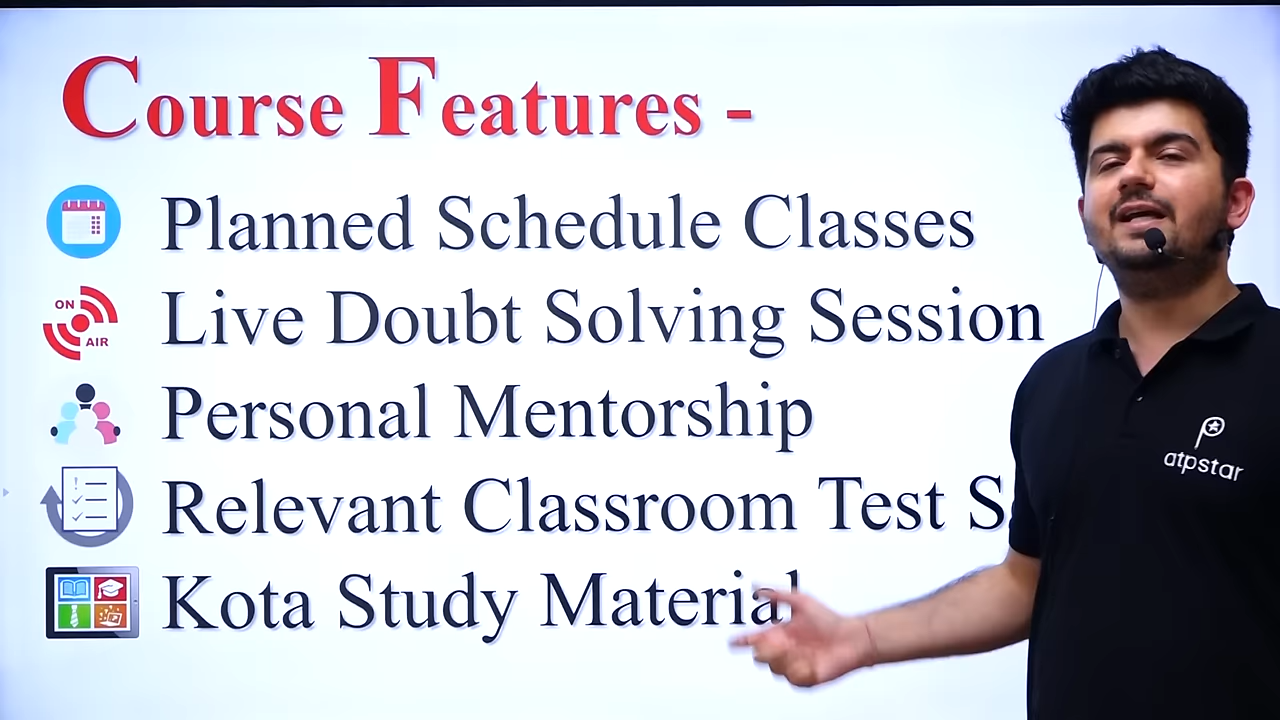 Course Features -
Planned Schedule Classes
ON
AIR
Live Doubt Solving Session
Personal Mentorship
Relevant Classroom Test S
Kota Study Material
atpstar